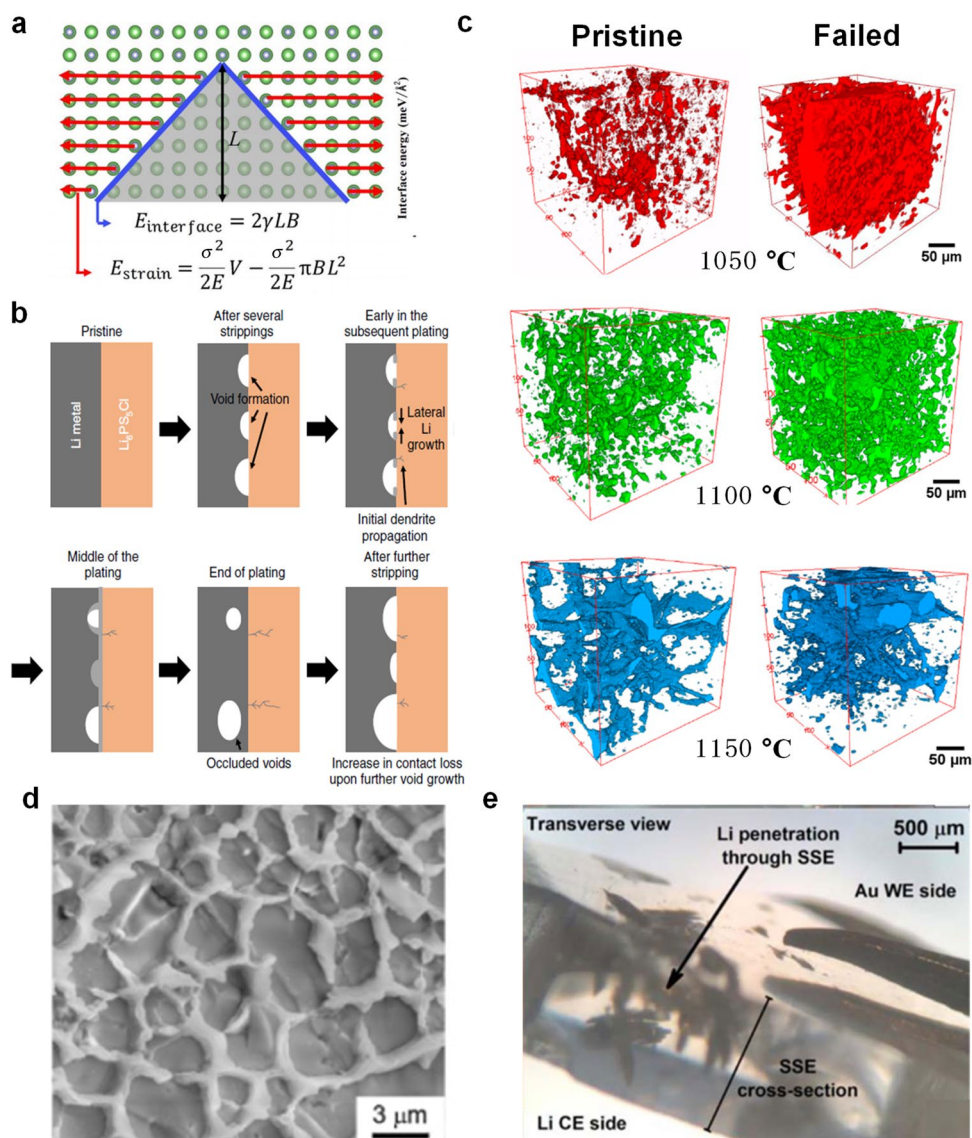 a
L
Interface energy (meV/Å²)
E_interface = 2γLB
E_strain = σ²/2E V − σ²/2E πBL²
b
Pristine
After several
strippings
Early in the
subsequent plating
Li metal
Li₆PS₅Cl
Void formation
Lateral
Li
growth
Initial dendrite
propagation
Middle of the
plating
End of plating
After further
stripping
Occluded voids
Increase in contact loss
upon further void growth
c
Pristine
Failed
1050 °C
50 µm
1100 °C
50 µm
1150 °C
50 µm
d
3 µm
e
Transverse view
Li penetration
through SSE
500 µm
Au WE side
SSE
cross-section
Li CE side